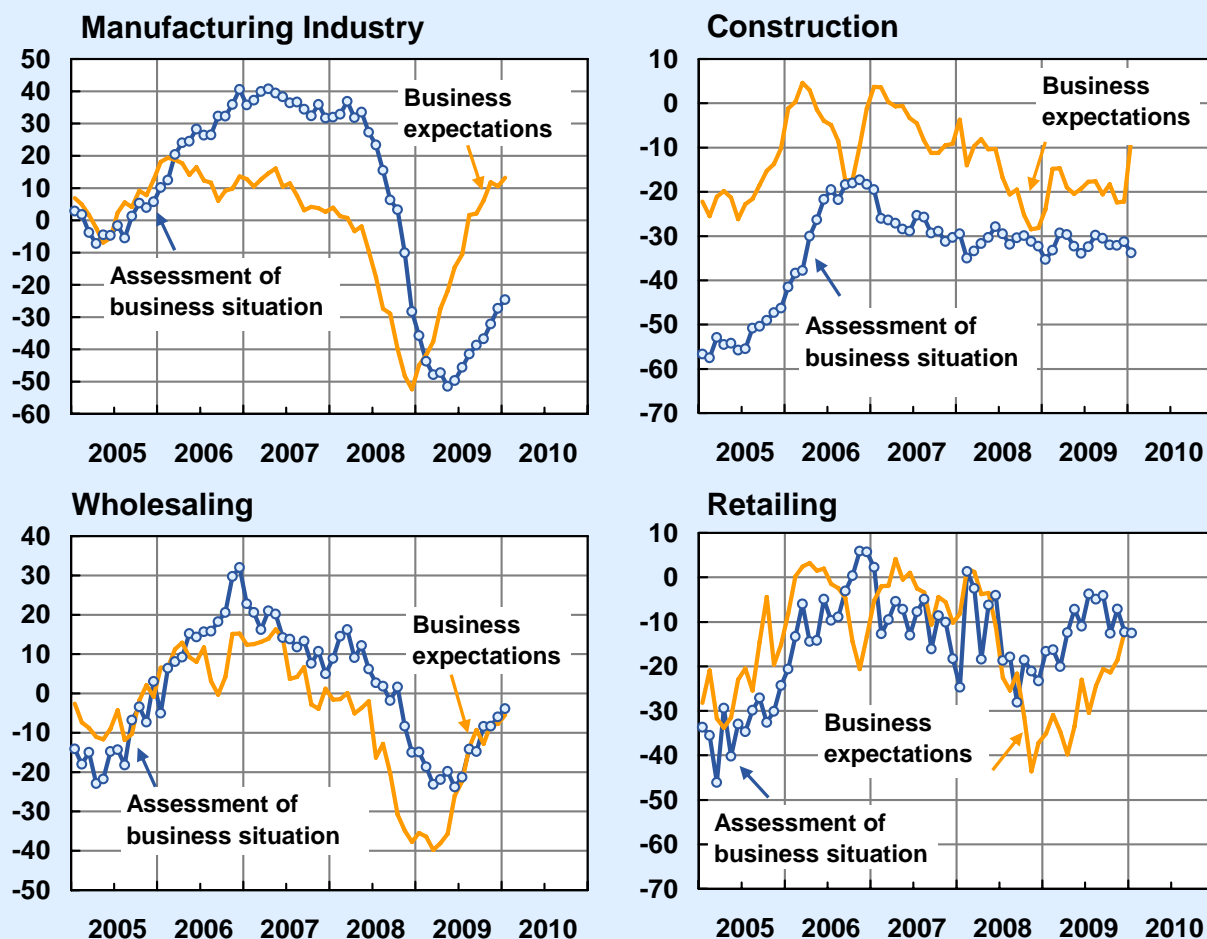 Manufacturing Industry
50
40
30
20
10
0
-10
-20
-30
-40
-50
-60
Business
expectations
Assessment of
business situation
2005 2006 2007 2008 2009 2010
Construction
10
0
-10
-20
-30
-40
-50
-60
-70
Business
expectations
Assessment of
business situation
2005 2006 2007 2008 2009 2010
Wholesaling
40
30
20
10
0
-10
-20
-30
-40
-50
Business
expectations
Assessment of
business situation
2005 2006 2007 2008 2009 2010
Retailing
10
0
-10
-20
-30
-40
-50
-60
-70
Business
expectations
Assessment of
business situation
2005 2006 2007 2008 2009 2010